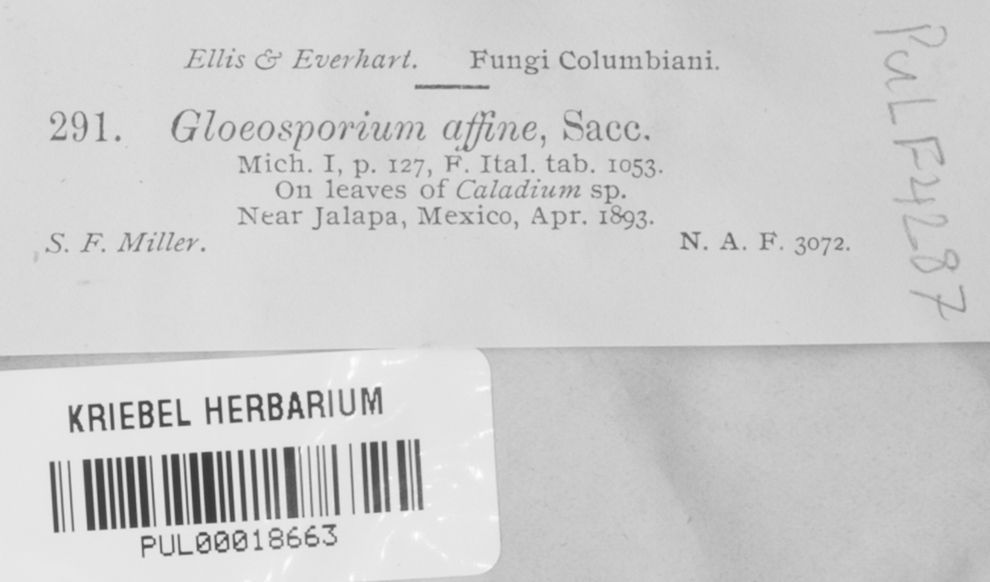 Ellis & Everhart. Fungi Columbiani.
291. Gloeosporium affine, Sacc.
Mich. I, p. 127, F. Ital. tab. 1053.
On leaves of Caladium sp.
Near Jalapa, Mexico, Apr. 1893.
S. F. Miller. N. A. F. 3072.
PUL F4287
KRIEBEL HERBARIUM
PUL00018663